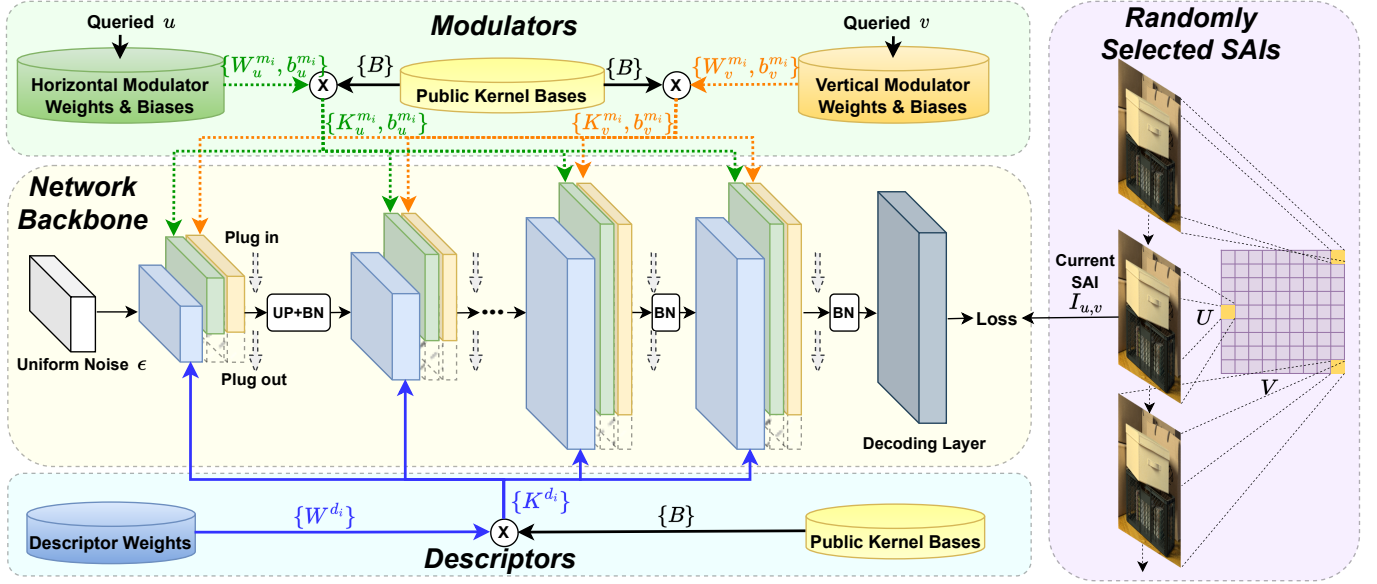 Queried u
Modulators
Queried v
Randomly
Selected SAIs
Horizontal Modulator
Weights & Biases
{W_u^{m_i}, b_u^{m_i}}
X
{B}
Public Kernel Bases
{B}
X
{W_v^{m_i}, b_v^{m_i}}
Vertical Modulator
Weights & Biases
{K_u^{m_i}, b_u^{m_i}}
{K_v^{m_i}, b_v^{m_i}}
Network
Backbone
Plug in
UP+BN
BN
BN
Loss
Current
SAI
I_{u,v}
U
V
Uniform Noise ϵ
Plug out
Decoding Layer
{K^{d_i}}
{W^{d_i}}
X
{B}
Descriptor Weights
Descriptors
Public Kernel Bases